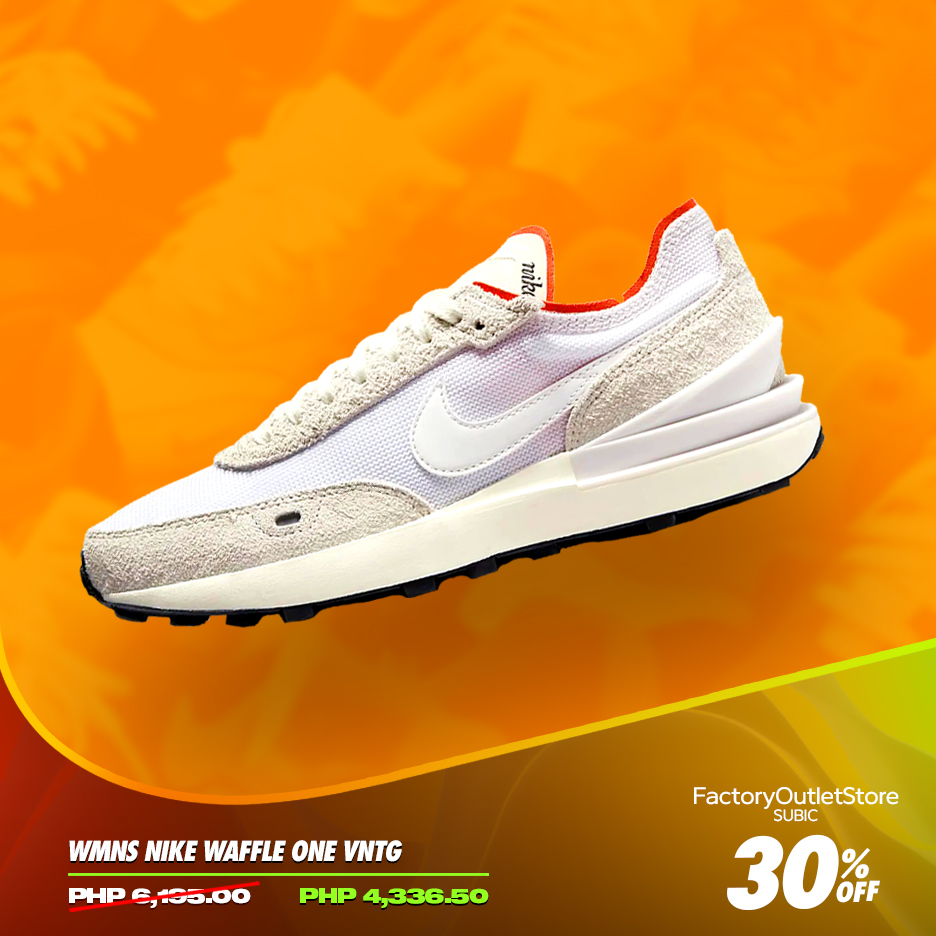 nike
FactoryOutletStore
SUBIC
WMNS NIKE WAFFLE ONE VNTG
PHP 6,195.00
PHP 4,336.50
30% OFF